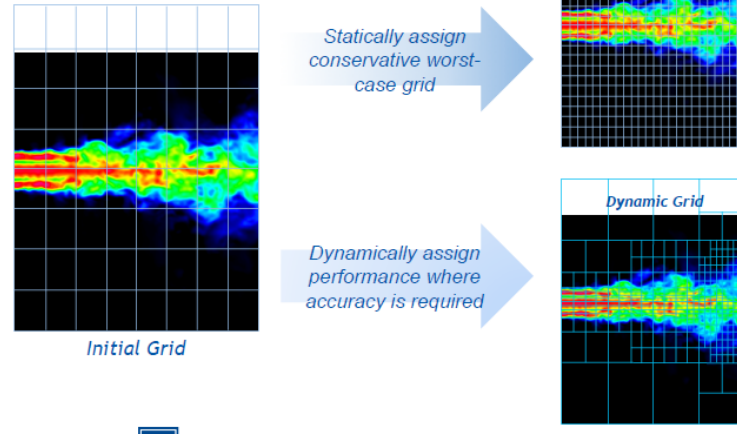 Statically assign
conservative worst-
case grid
Dynamic Grid
Dynamically assign
performance where
accuracy is required
Initial Grid